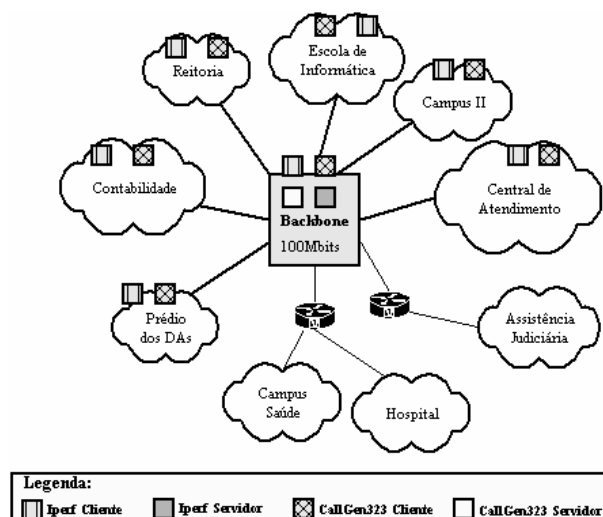 Escola de
Informática
Reitoria
Campus II
Contabilidade
Central de
Atendimento
Backbone
100Mbits
Prédio
dos DAs
Assistência
Judiciária
Campus
Saúde
Hospital
Legenda:
Iperf Cliente
Iperf Servidor
CallGen323 Cliente
CallGen323 Servidor